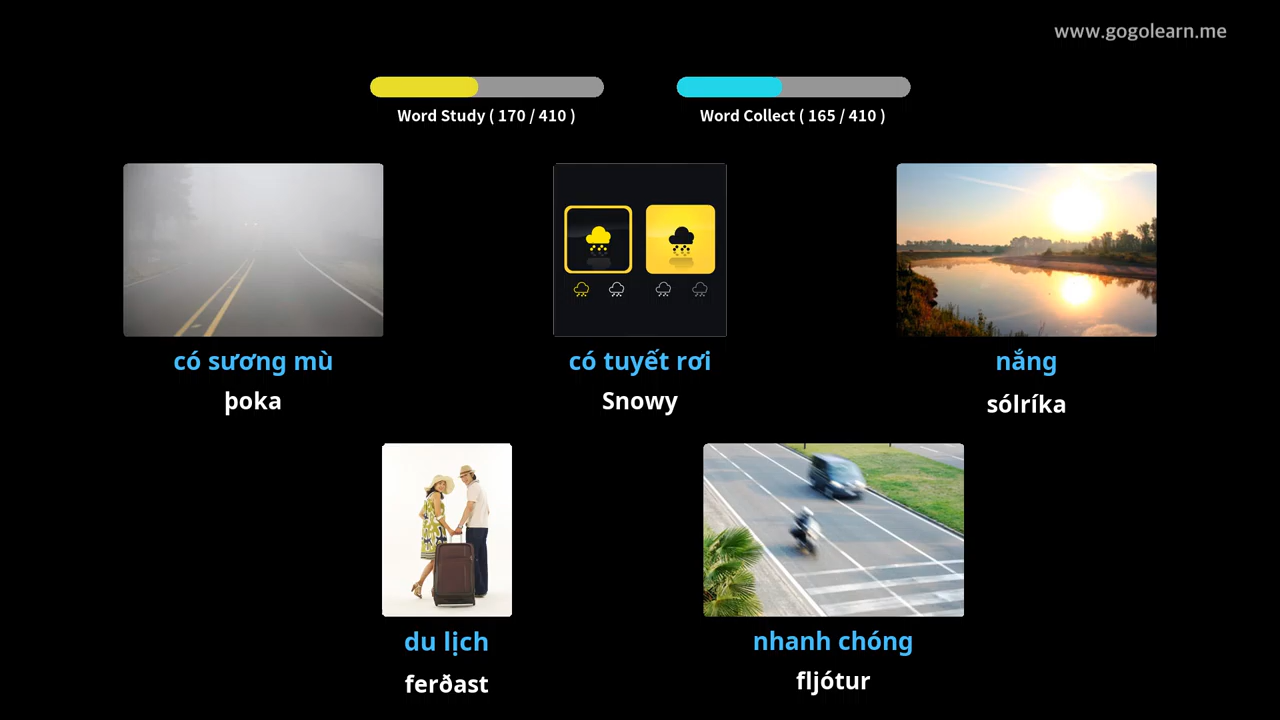 www.gogolearn.me
Word Study ( 170 / 410 )
Word Collect ( 165 / 410 )
có sương mù
þoka
có tuyết rơi
Snowy
nắng
sólríka
du lịch
ferðast
nhanh chóng
fljótur